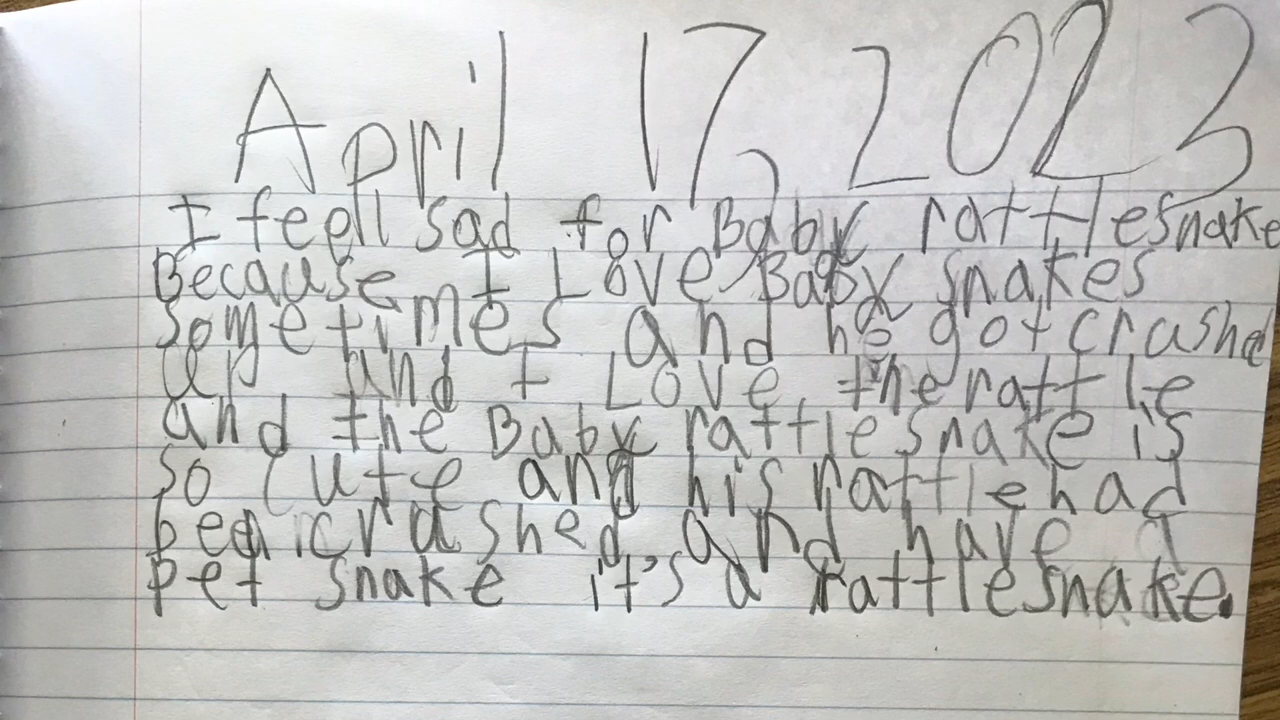 April 17, 2023
I feell sad for Baby rattlesnake
Because I Love Baby snakes
sometimes and he got crashed
up and I Love the rattle
and the Baby rattlesnake is
so cute and his rattle had
been crashed and have a
pet snake it's a rattlesnake.